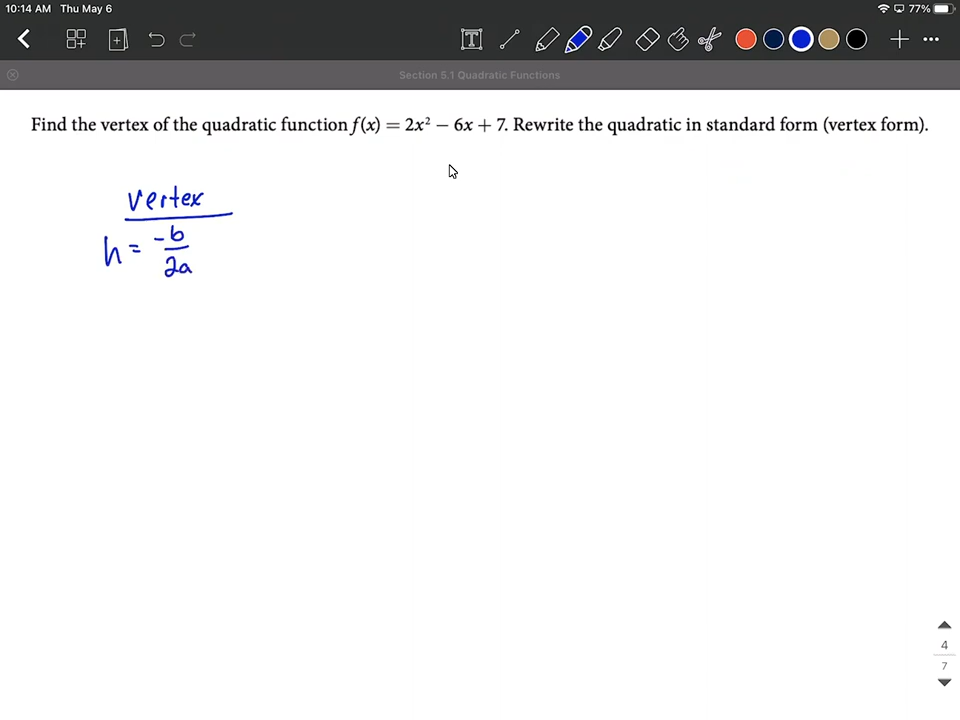 10:14 AM Thu May 6 77%
Section 5.1 Quadratic Functions
Find the vertex of the quadratic function f(x) = 2x² − 6x + 7. Rewrite the quadratic in standard form (vertex form).
vertex
h = -b/2a
4
7